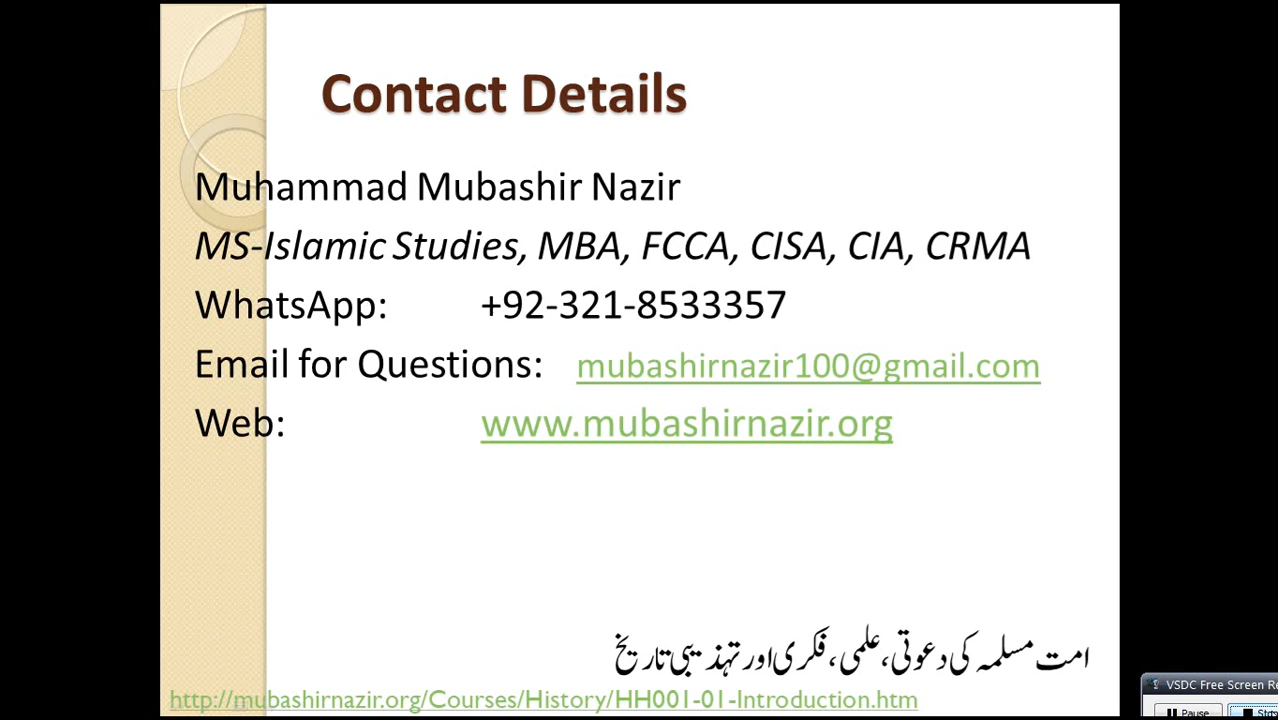 Contact Details
Muhammad Mubashir Nazir
MS-Islamic Studies, MBA, FCCA, CISA, CIA, CRMA
WhatsApp: +92-321-8533357
Email for Questions: mubashirnazir100@gmail.com
Web: www.mubashirnazir.org
امت مسلمہ کی دعوتی، علمی، فکری اور تہذیبی تاریخ
http://mubashirnazir.org/Courses/History/HH001-01-Introduction.htm
VSDC Free Screen Re
Pause Stop